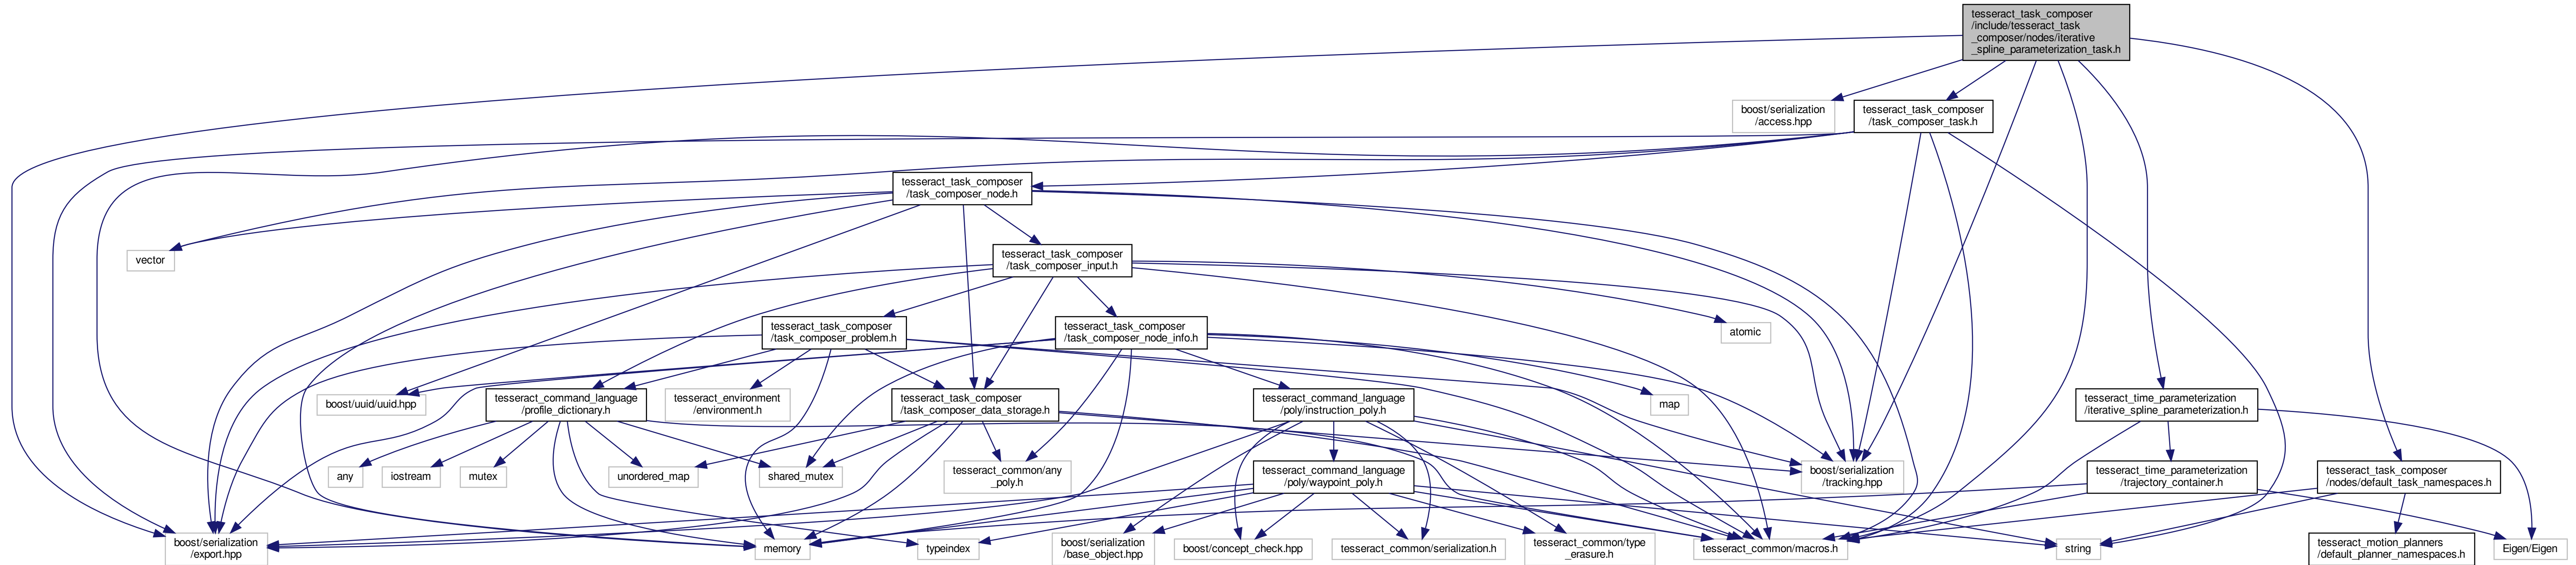 tesseract_task_composer
/include/tesseract_task
_composer/nodes/iterative
_spline_parameterization_task.h
boost/serialization
/access.hpp
tesseract_task_composer
/task_composer_task.h
tesseract_task_composer
/task_composer_node.h
vector
tesseract_task_composer
/task_composer_input.h
tesseract_task_composer
/task_composer_problem.h
tesseract_task_composer
/task_composer_node_info.h
atomic
boost/uuid/uuid.hpp
tesseract_command_language
/profile_dictionary.h
tesseract_environment
/environment.h
tesseract_task_composer
/task_composer_data_storage.h
tesseract_command_language
/poly/instruction_poly.h
map
tesseract_time_parameterization
/iterative_spline_parameterization.h
any
iostream
mutex
unordered_map
shared_mutex
tesseract_common/any
_poly.h
tesseract_command_language
/poly/waypoint_poly.h
boost/serialization
/tracking.hpp
tesseract_time_parameterization
/trajectory_container.h
tesseract_task_composer
/nodes/default_task_namespaces.h
boost/serialization
/export.hpp
memory
typeindex
boost/serialization
/base_object.hpp
boost/concept_check.hpp
tesseract_common/serialization.h
tesseract_common/type
_erasure.h
tesseract_common/macros.h
string
tesseract_motion_planners
/default_planner_namespaces.h
Eigen/Eigen